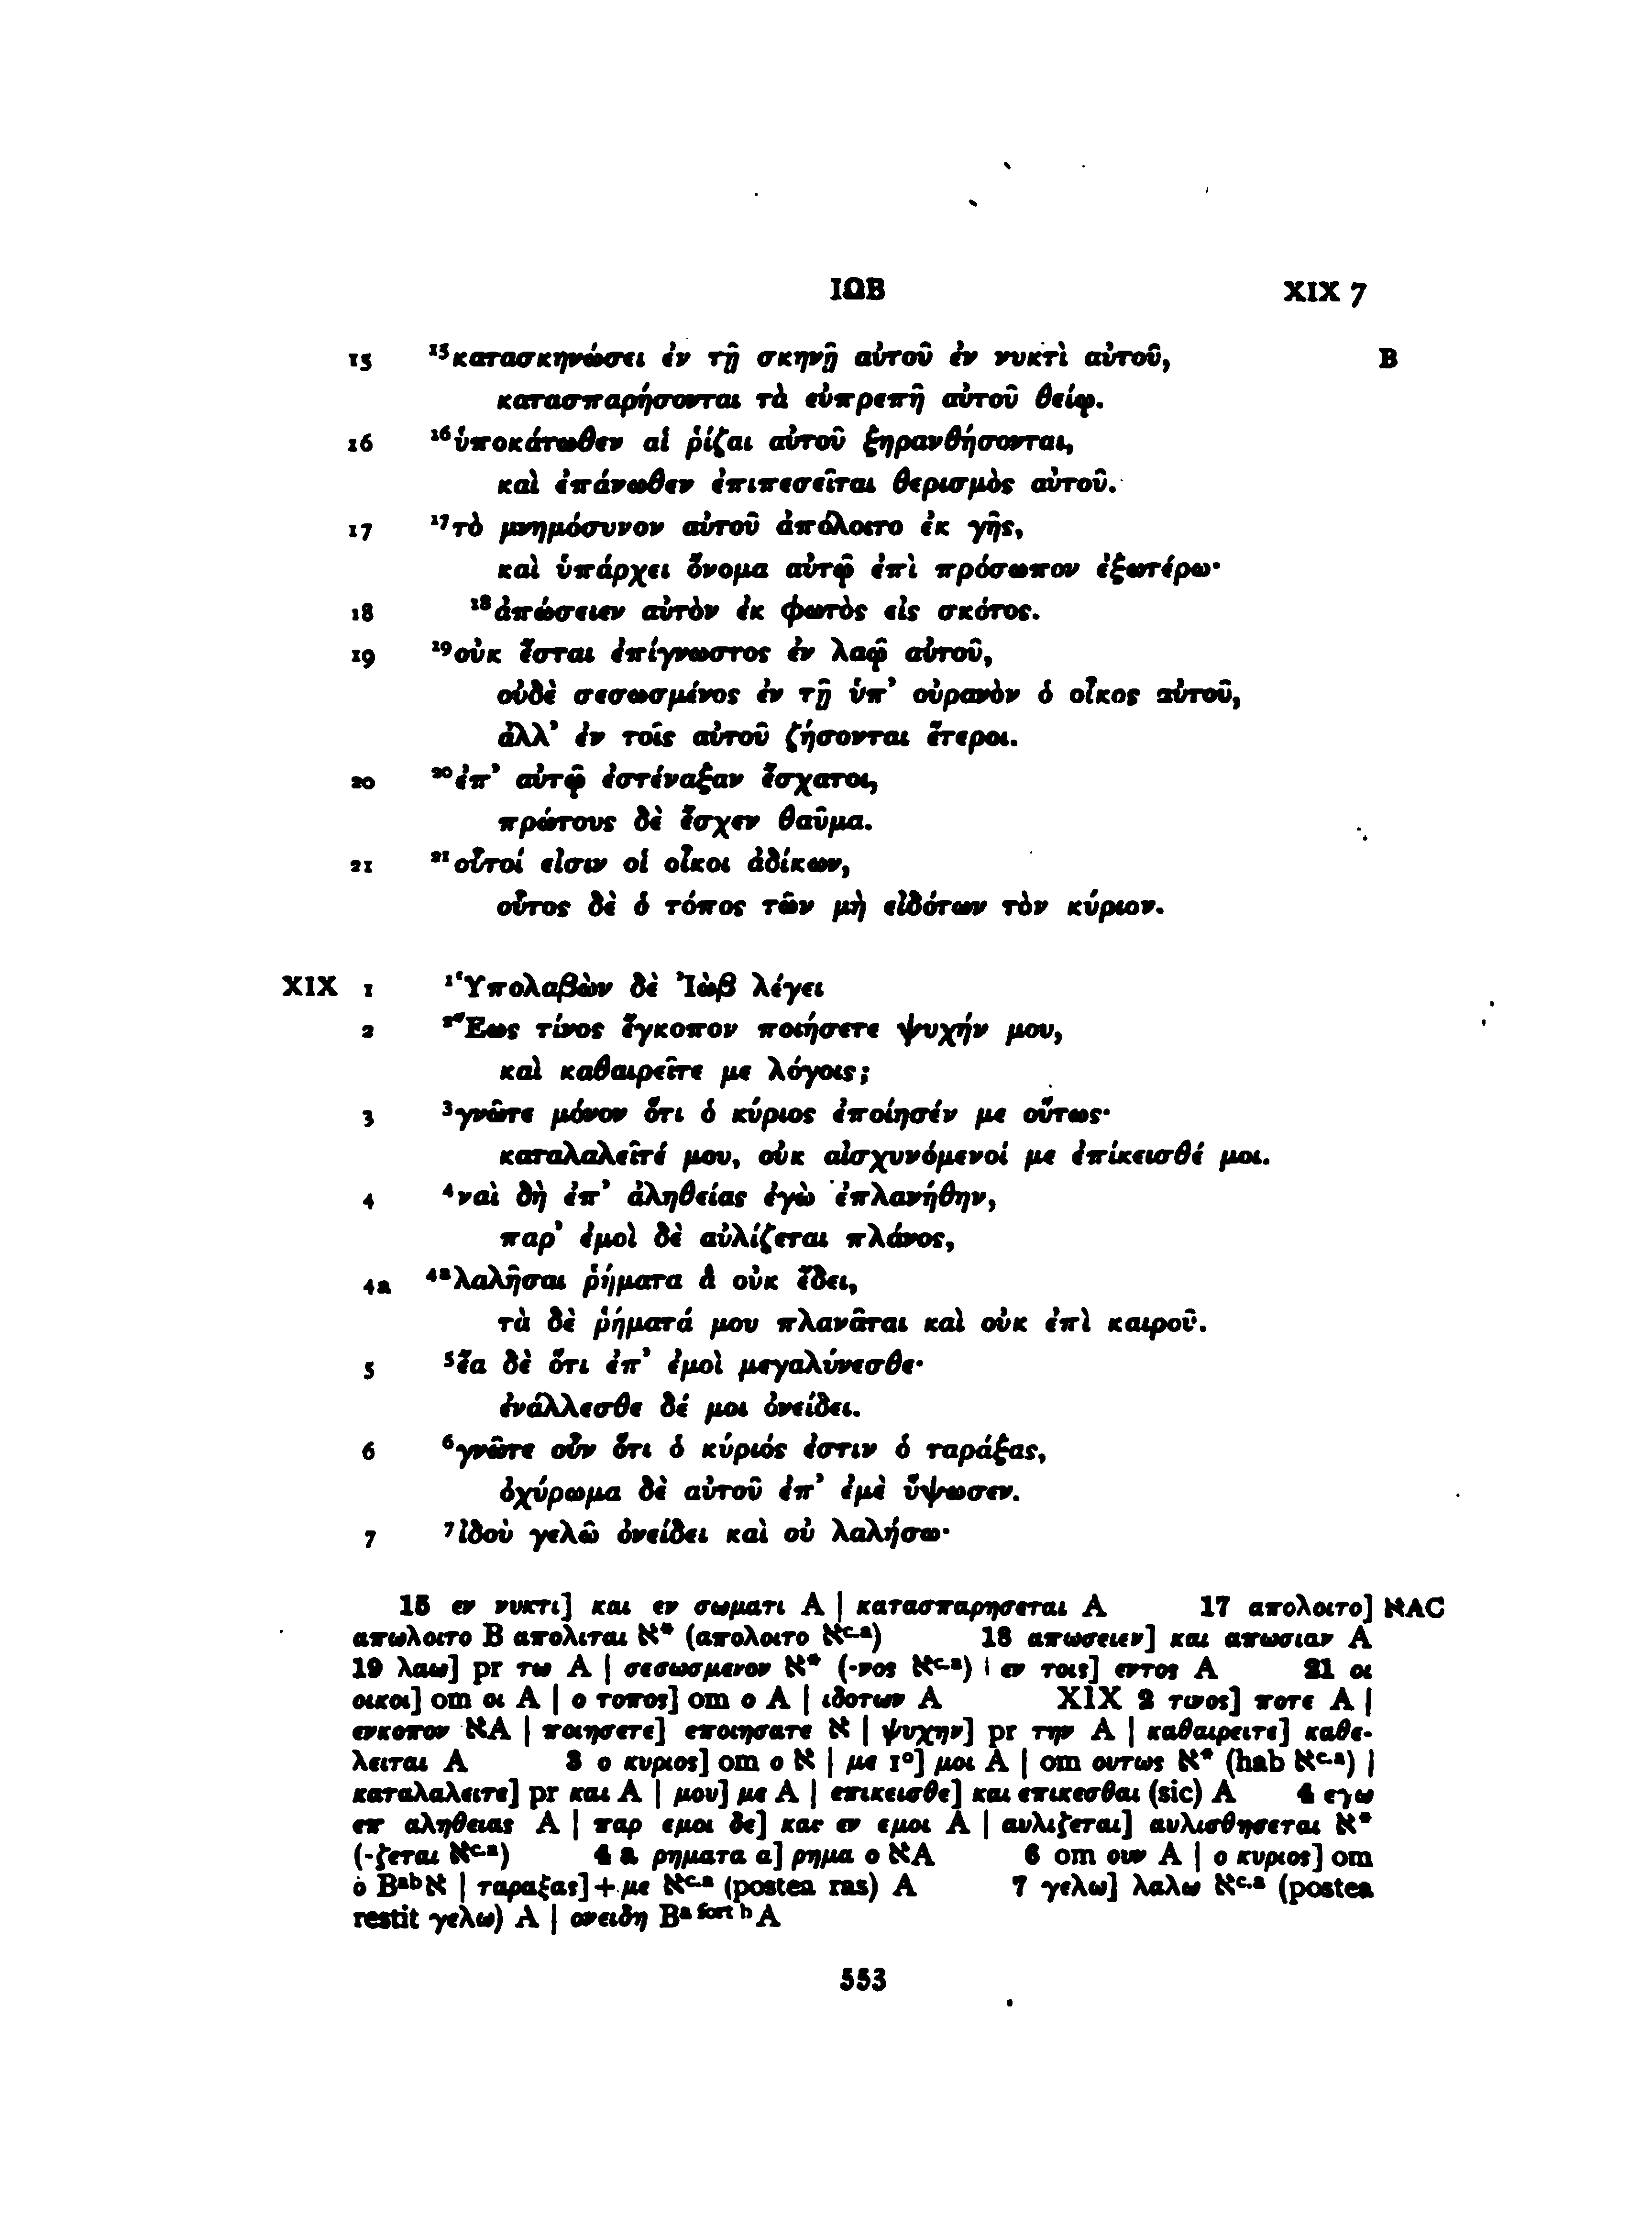 ΙΩΒ XIX 7
15 ¹⁵κατασκηνώσει ἐν τῇ σκηνῇ αὐτοῦ ἐν νυκτὶ αὐτοῦ, B
κατασπαρήσονται τὰ εὐπρεπῆ αὐτοῦ θείῳ.
16 ¹⁶ὑποκάτωθεν αἱ ῥίζαι αὐτοῦ ξηρανθήσονται,
καὶ ἐπάνωθεν ἐπιπεσεῖται θερισμὸς αὐτοῦ.
17 ¹⁷τὸ μνημόσυνον αὐτοῦ ἀπόλοιτο ἐκ γῆς,
καὶ ὑπάρχει ὄνομα αὐτῷ ἐπὶ πρόσωπον ἐξωτέρω·
18 ¹⁸ἀπώσειεν αὐτὸν ἐκ φωτὸς εἰς σκότος.
19 ¹⁹οὐκ ἔσται ἐπίγνωστος ἐν λαῷ αὐτοῦ,
οὐδὲ σεσωσμένος ἐν τῇ ὑπ’ οὐρανὸν ὁ οἶκος αὐτοῦ,
ἀλλ’ ἐν τοῖς αὐτοῦ ζήσονται ἕτεροι.
20 ²⁰ἐπ’ αὐτῷ ἐστέναξαν ἔσχατοι,
πρώτους δὲ ἔσχεν θαῦμα.
21 ²¹οὗτοί εἰσιν οἱ οἶκοι ἀδίκων,
οὗτος δὲ ὁ τόπος τῶν μὴ εἰδότων τὸν κύριον.
XIX 1 ¹Ὑπολαβὼν δὲ Ἰὼβ λέγει
2 ²Ἕως τίνος ἔγκοπον ποιήσετε ψυχήν μου,
καὶ καθαιρεῖτε με λόγοις;
3 ³γνῶτε μόνον ὅτι ὁ κύριος ἐποίησέν με οὕτως·
καταλαλεῖτέ μου, οὐκ αἰσχυνόμενοί με ἐπίκεισθέ μοι.
4 ⁴ναὶ δὴ ἐπ’ ἀληθείας ἐγὼ ἐπλανήθην,
παρ’ ἐμοὶ δὲ αὐλίζεται πλάνος,
4a ⁴ᵃλαλῆσαι ῥήματα ἃ οὐκ ἔδει,
τὰ δὲ ῥήματά μου πλανᾶται καὶ οὐκ ἐπὶ καιροῦ.
5 ⁵ἔα δὲ ὅτι ἐπ’ ἐμοὶ μεγαλύνεσθε·
ἐνάλλεσθε δέ μοι ὀνείδει.
6 ⁶γνῶτε οὖν ὅτι ὁ κύριός ἐστιν ὁ ταράξας,
ὀχύρωμα δὲ αὐτοῦ ἐπ’ ἐμὲ ὕψωσεν.
7 ⁷ἰδοὺ γελῶ ὀνείδει καὶ οὐ λαλήσω·
15 εν νυκτι] και εν σωματι A | κατασπαρησεται A 17 απολοιτο] אAC
απωλοιτο B απολιται א* (απολοιτο אᶜ·ᵃ) 18 απωσειεν] και απωσιαν A
19 λαω] pr τω A | σεσωσμενον א* (-νος אᶜ·ᵃ) | εν τοις] εντος A 21 οι
οικοι] om οι A | ο τοπος] om ο A | ιδοτων A XIX 2 τινος] ποτε A |
ενκοπον אA | ποιησετε] εποιησατε א | ψυχην] pr την A | καθαιρειτε] καθε-
λειται A 3 ο κυριος] om ο א | με 1°] μοι A | om ουτως א* (hab אᶜ·ᵃ) |
καταλαλειτε] pr και A | μου] με A | επικεισθε] και επικεσθαι (sic) A 4 εγω
επ αληθειας A | παρ εμοι δε] και εν εμοι A | αυλιζεται] αυλισθησεται א*
(-ζεται אᶜ·ᵃ) 4 a ρηματα α] ρημα ο אA 6 om ουν A | ο κυριος] om
ο Bᵃᵇא | ταραξας]+με אᶜ·ᵃ (postea ras) A 7 γελω] λαλω אᶜ·ᵃ (postea
restit γελω) A | ονειδη Bᵃ ᶠᵒʳᵗ ᵇ A
553